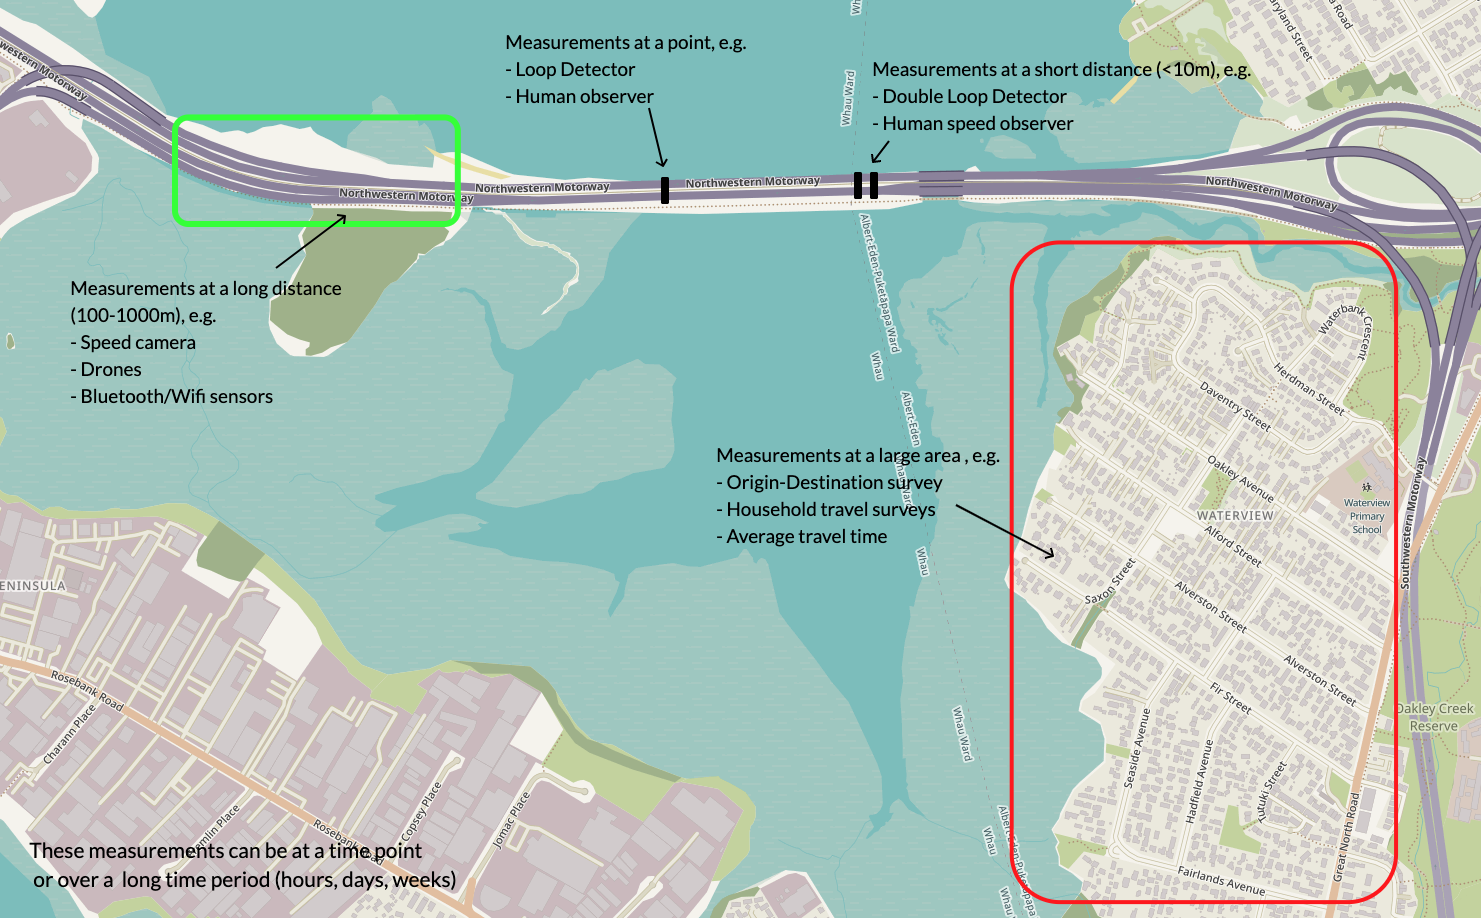 Measurements at a point, e.g.
- Loop Detector
- Human observer
Measurements at a short distance (<10m), e.g.
- Double Loop Detector
- Human speed observer
Measurements at a long distance
(100-1000m), e.g.
- Speed camera
- Drones
- Bluetooth/Wifi sensors
Measurements at a large area , e.g.
- Origin-Destination survey
- Household travel surveys
- Average travel time
These measurements can be at a time point
or over a  long time period (hours, days, weeks)
Northwestern Motorway
Northwestern Motorway
Northwestern Motorway
Northwestern Motorway
Northwestern Motorway
Southwestern Motorway
Road
Whau Ward
Albert-Eden-Puketāpapa Ward
Whau
Albert-Eden
Whau Ward
Whau
Whau Ward
Whau
Albert-Eden-Puketāpapa
Whau
Waterbank Crescent
Herdman Street
Daventry Street
Oakley Avenue
Waterview
Primary
School
WATERVIEW
Alford Street
Saxon Street
Alverston Street
Alverston Street
Fir Street
Seaside Avenue
Hadfield Avenue
Tutuki Street
Great North Road
Fairlands Avenue
Oakley Creek
Reserve
ENINSULA
Rosebank Road
Charann Place
Rosebank Road
Copsey Place
Jomac Place